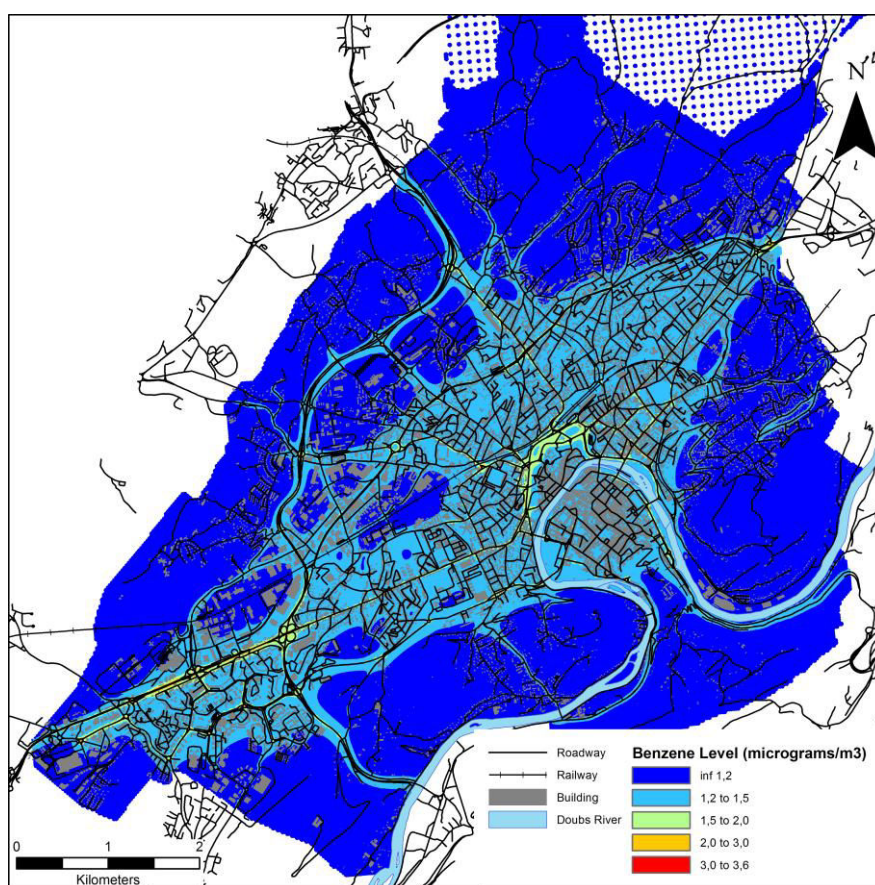 N
Roadway
Railway
Building
Doubs River
Benzene Level (micrograms/m3)
inf 1,2
1,2 to 1,5
1,5 to 2,0
2,0 to 3,0
3,0 to 3,6
0 1 2
Kilometers